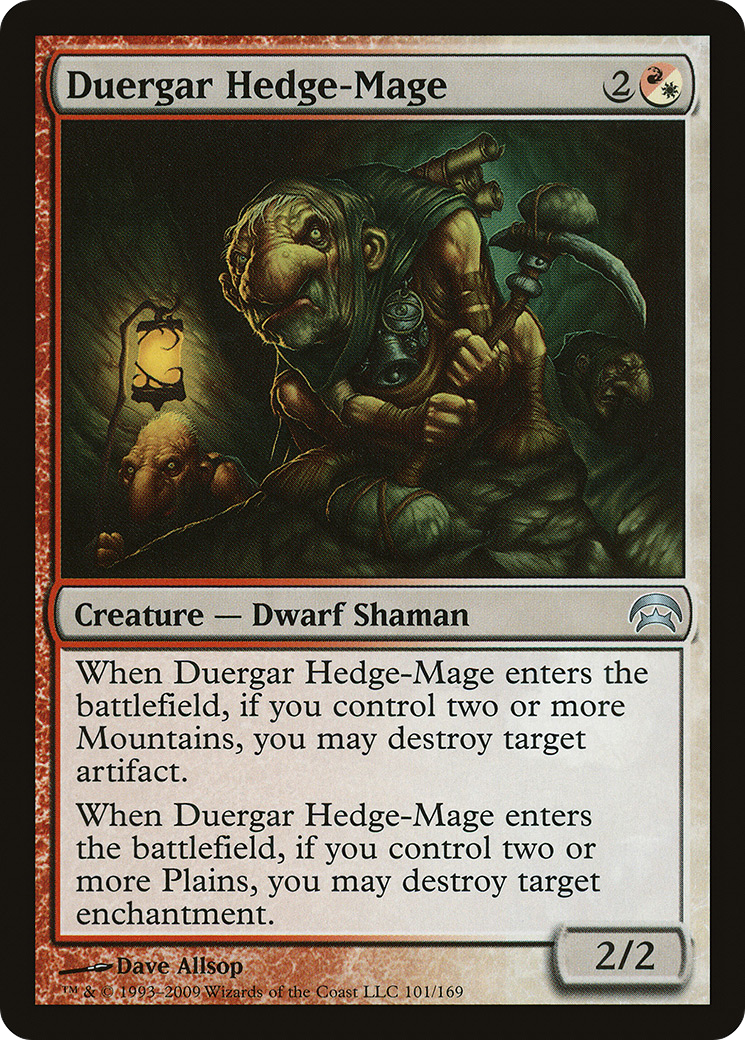 Duergar Hedge-Mage 2
Creature — Dwarf Shaman
When Duergar Hedge-Mage enters the
battlefield, if you control two or more
Mountains, you may destroy target
artifact.
When Duergar Hedge-Mage enters
the battlefield, if you control two or
more Plains, you may destroy target
enchantment.
2/2
Dave Allsop
™ & © 1993–2009 Wizards of the Coast LLC 101/169